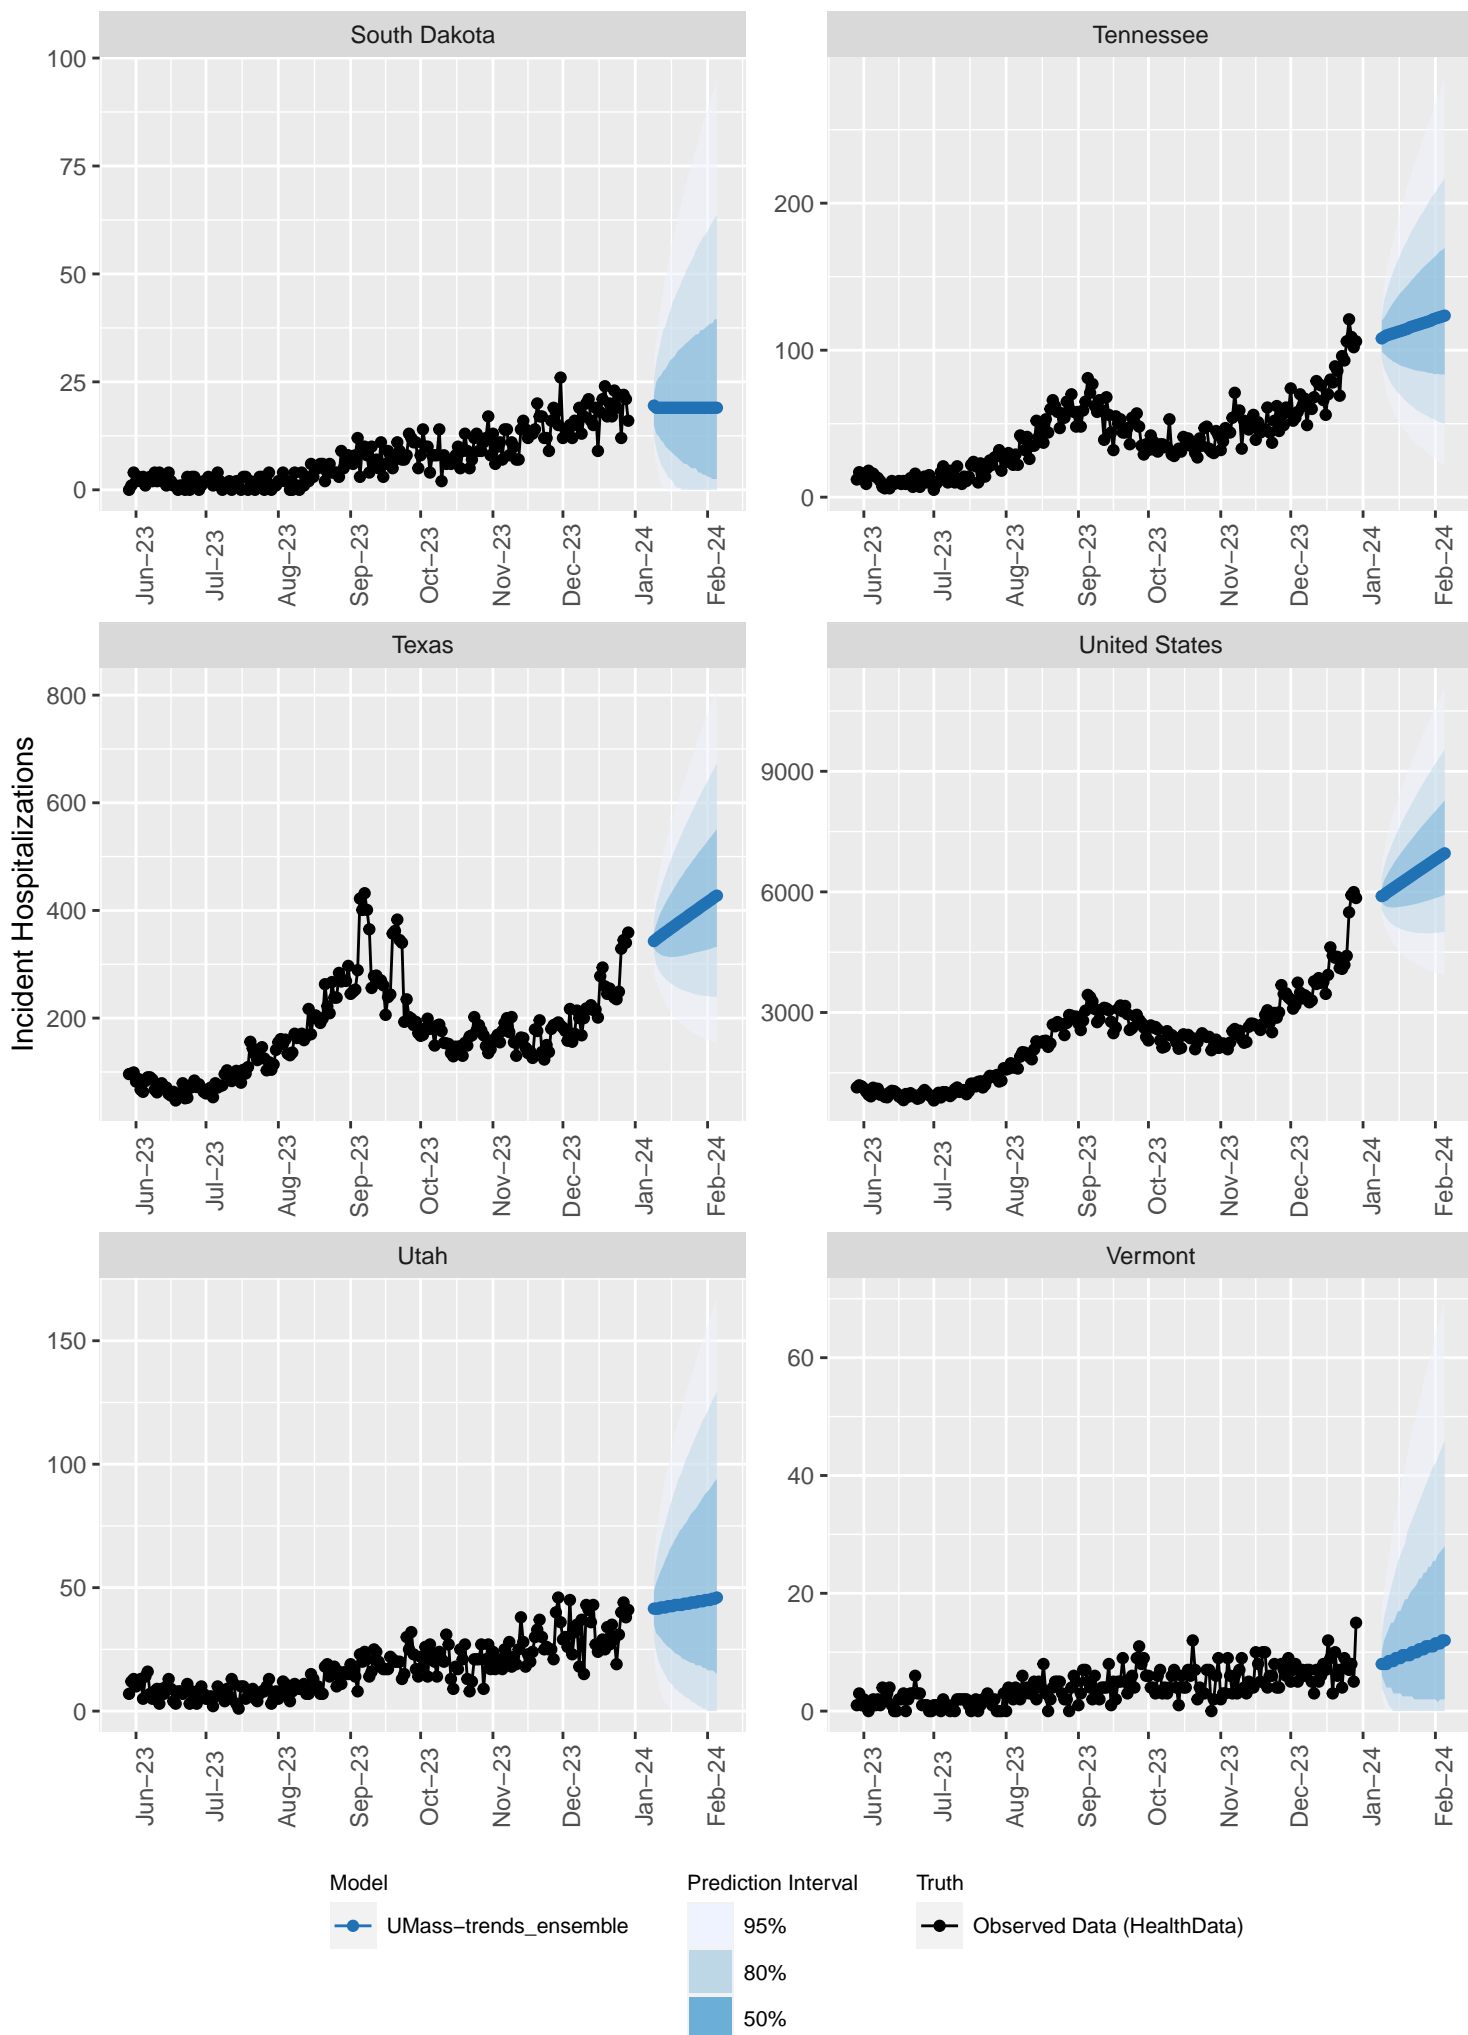 South Dakota
Tennessee
100
75
50
25
0
200
100
0
Jun−23
Jul−23
Aug−23
Sep−23
Oct−23
Nov−23
Dec−23
Jan−24
Feb−24
Jun−23
Jul−23
Aug−23
Sep−23
Oct−23
Nov−23
Dec−23
Jan−24
Feb−24
Incident Hospitalizations
Texas
United States
800
600
400
200
9000
6000
3000
Jun−23
Jul−23
Aug−23
Sep−23
Oct−23
Nov−23
Dec−23
Jan−24
Feb−24
Jun−23
Jul−23
Aug−23
Sep−23
Oct−23
Nov−23
Dec−23
Jan−24
Feb−24
Utah
Vermont
150
100
50
0
60
40
20
0
Jun−23
Jul−23
Aug−23
Sep−23
Oct−23
Nov−23
Dec−23
Jan−24
Feb−24
Jun−23
Jul−23
Aug−23
Sep−23
Oct−23
Nov−23
Dec−23
Jan−24
Feb−24
Model
UMass−trends_ensemble
Prediction Interval
95%
80%
50%
Truth
Observed Data (HealthData)